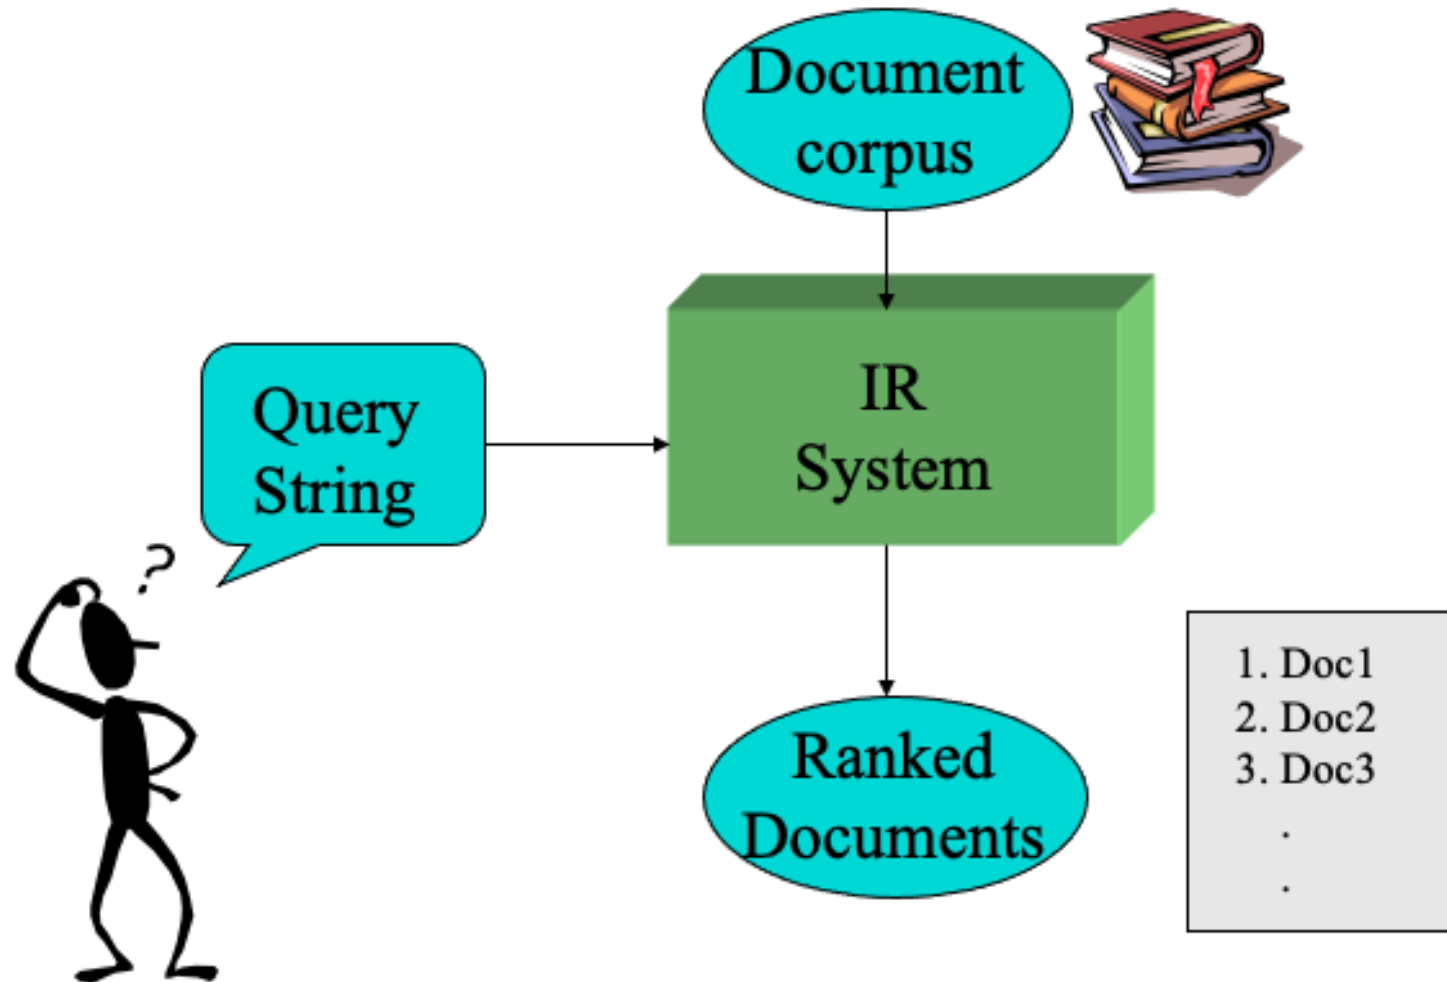 Document
corpus
IR
System
Query
String
?
Ranked
Documents
1. Doc1
2. Doc2
3. Doc3
.
.